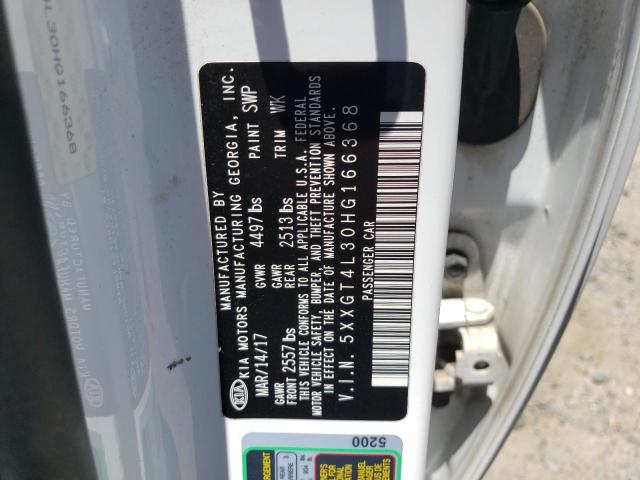 MANUFACTURED BY
KIA KIA MOTORS MANUFACTURING GEORGIA, INC.
MAR/14/17 GVWR 4497 lbs PAINT SWP
GAWR FRONT 2557 lbs GAWR REAR 2513 lbs TRIM WK
THIS VEHICLE CONFORMS TO ALL APPLICABLE U.S.A. FEDERAL
MOTOR VEHICLE SAFETY, BUMPER, AND THEFT PREVENTION STANDARDS
IN EFFECT ON THE DATE OF MANUFACTURE SHOWN ABOVE.
V.I.N. 5XXGT4L30HG166368
PASSENGER CAR
5200
REAR